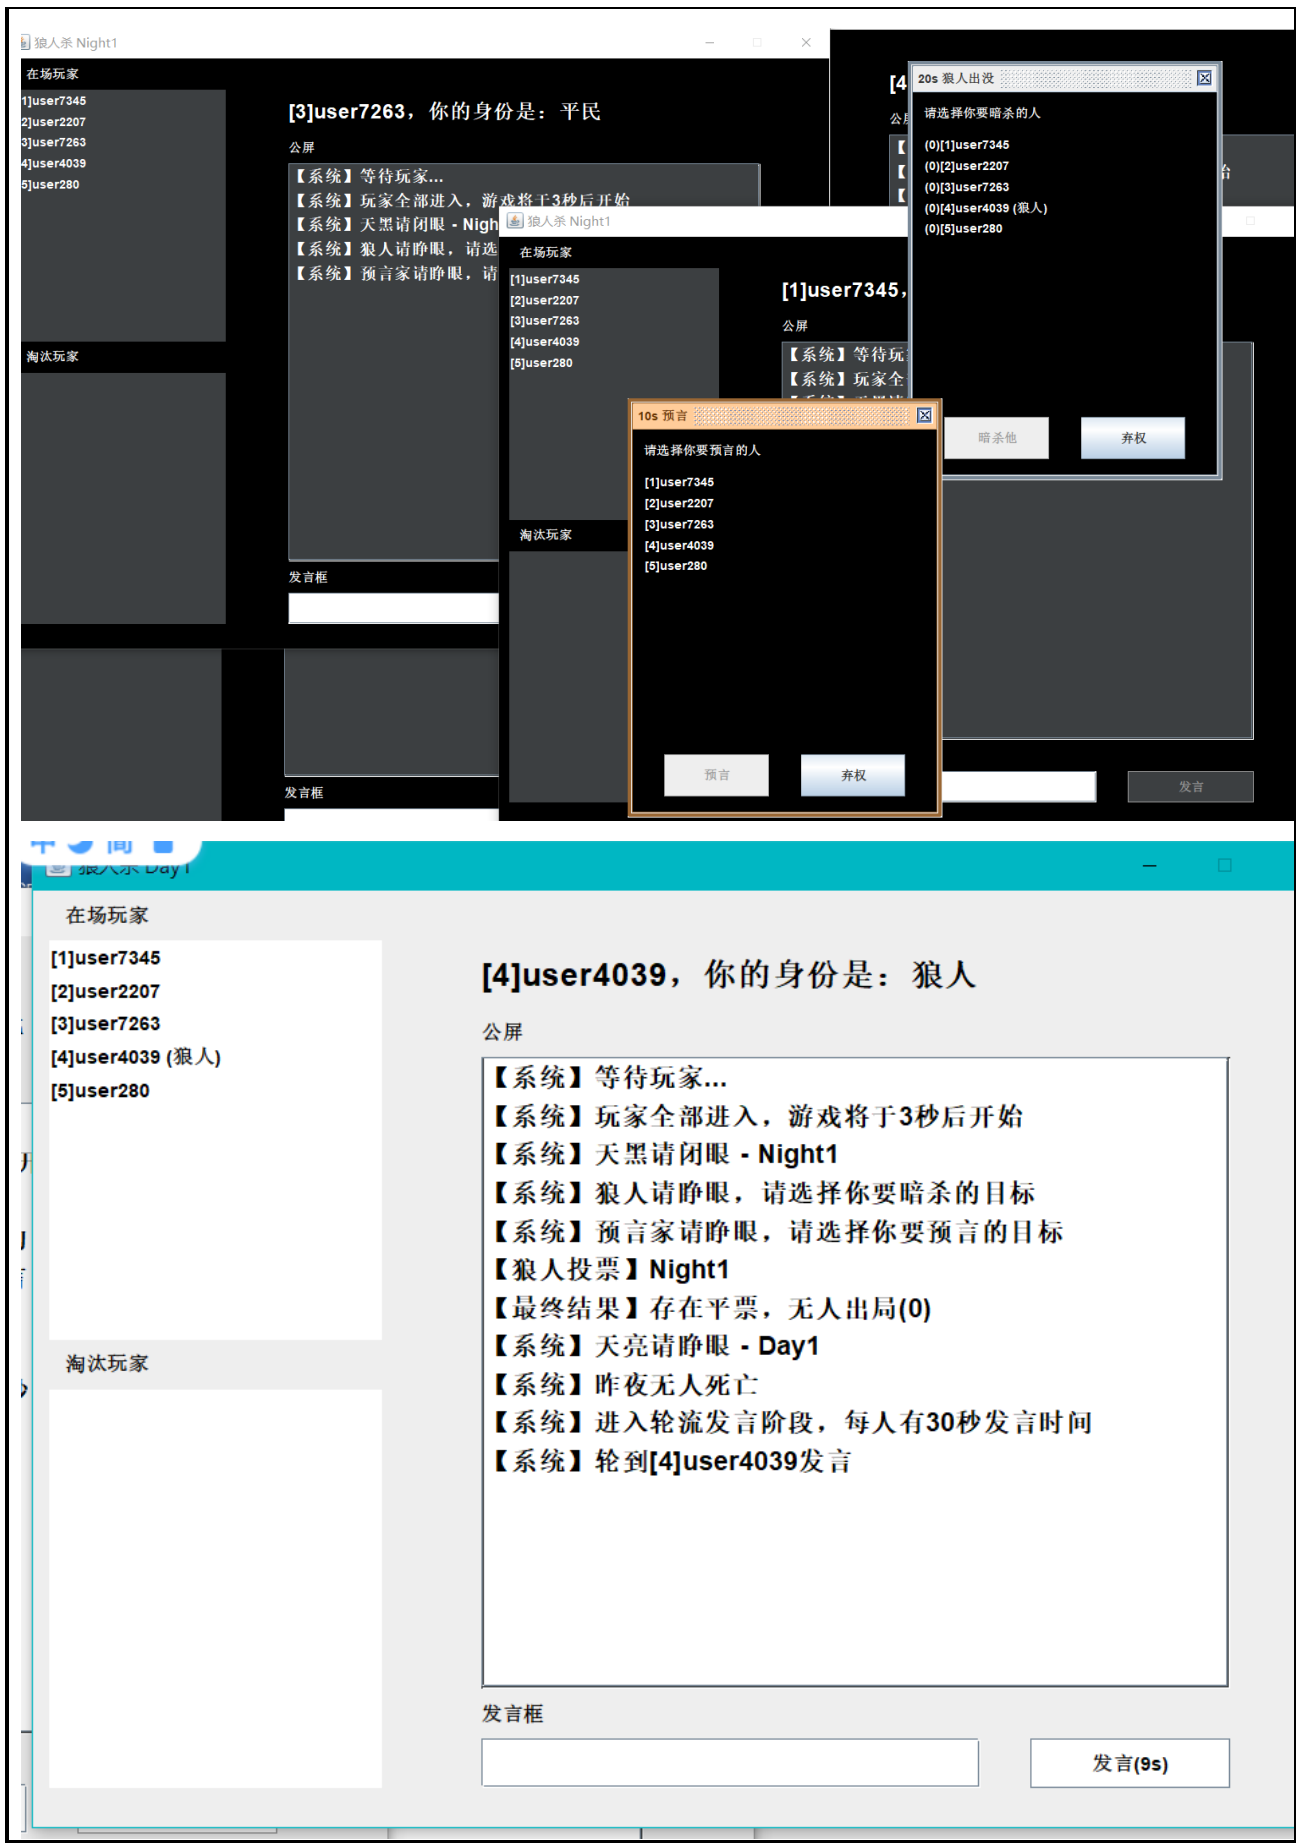 狼人杀 Night1
在场玩家
[1]user7345
[2]user2207
[3]user7263
[4]user4039
[5]user280
淘汰玩家
[3]user7263，你的身份是：平民
公屏
【系统】等待玩家...
【系统】玩家全部进入，游戏将于3秒后开始
【系统】天黑请闭眼 - Nigh
【系统】狼人请睁眼，请选
【系统】预言家请睁眼，请
发言框
发言框
[4
公屏
【
【
【
20s 狼人出没
请选择你要暗杀的人
(0)[1]user7345
(0)[2]user2207
(0)[3]user7263
(0)[4]user4039 (狼人)
(0)[5]user280
暗杀他
弃权
狼人杀 Night1
在场玩家
[1]user7345
[2]user2207
[3]user7263
[4]user4039
[5]user280
淘汰玩家
[1]user7345，
公屏
【系统】等待玩
【系统】玩家全
发言
10s 预言
请选择你要预言的人
[1]user7345
[2]user2207
[3]user7263
[4]user4039
[5]user280
预言
弃权
狼人杀 Day1
在场玩家
[1]user7345
[2]user2207
[3]user7263
[4]user4039 (狼人)
[5]user280
淘汰玩家
[4]user4039，你的身份是：狼人
公屏
【系统】等待玩家...
【系统】玩家全部进入，游戏将于3秒后开始
【系统】天黑请闭眼 - Night1
【系统】狼人请睁眼，请选择你要暗杀的目标
【系统】预言家请睁眼，请选择你要预言的目标
【狼人投票】Night1
【最终结果】存在平票，无人出局(0)
【系统】天亮请睁眼 - Day1
【系统】昨夜无人死亡
【系统】进入轮流发言阶段，每人有30秒发言时间
【系统】轮到[4]user4039发言
发言框
发言(9s)